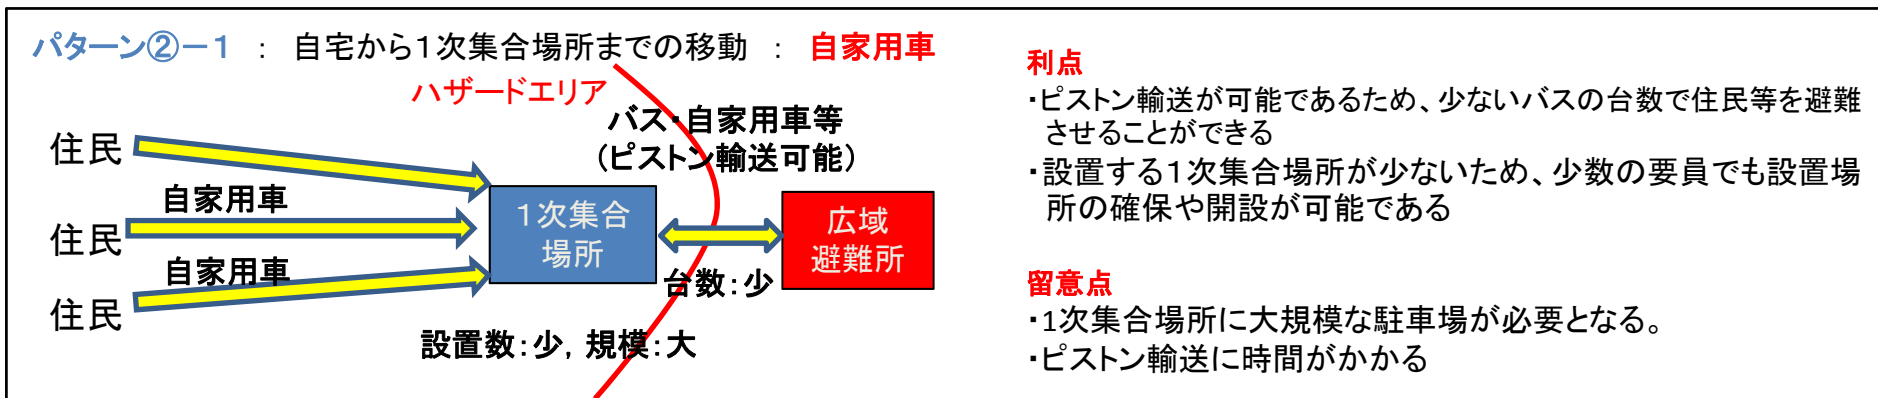 パターン②－１ ： 自宅から１次集合場所までの移動 ： 自家用車
ハザードエリア
バス・自家用車等
（ピストン輸送可能）
住民
自家用車
住民
自家用車
住民
１次集合
場所
広域
避難所
台数：少
設置数：少，規模：大
利点
・ピストン輸送が可能であるため、少ないバスの台数で住民等を避難
させることができる
・設置する１次集合場所が少ないため、少数の要員でも設置場
所の確保や開設が可能である
留意点
・1次集合場所に大規模な駐車場が必要となる。
・ピストン輸送に時間がかかる